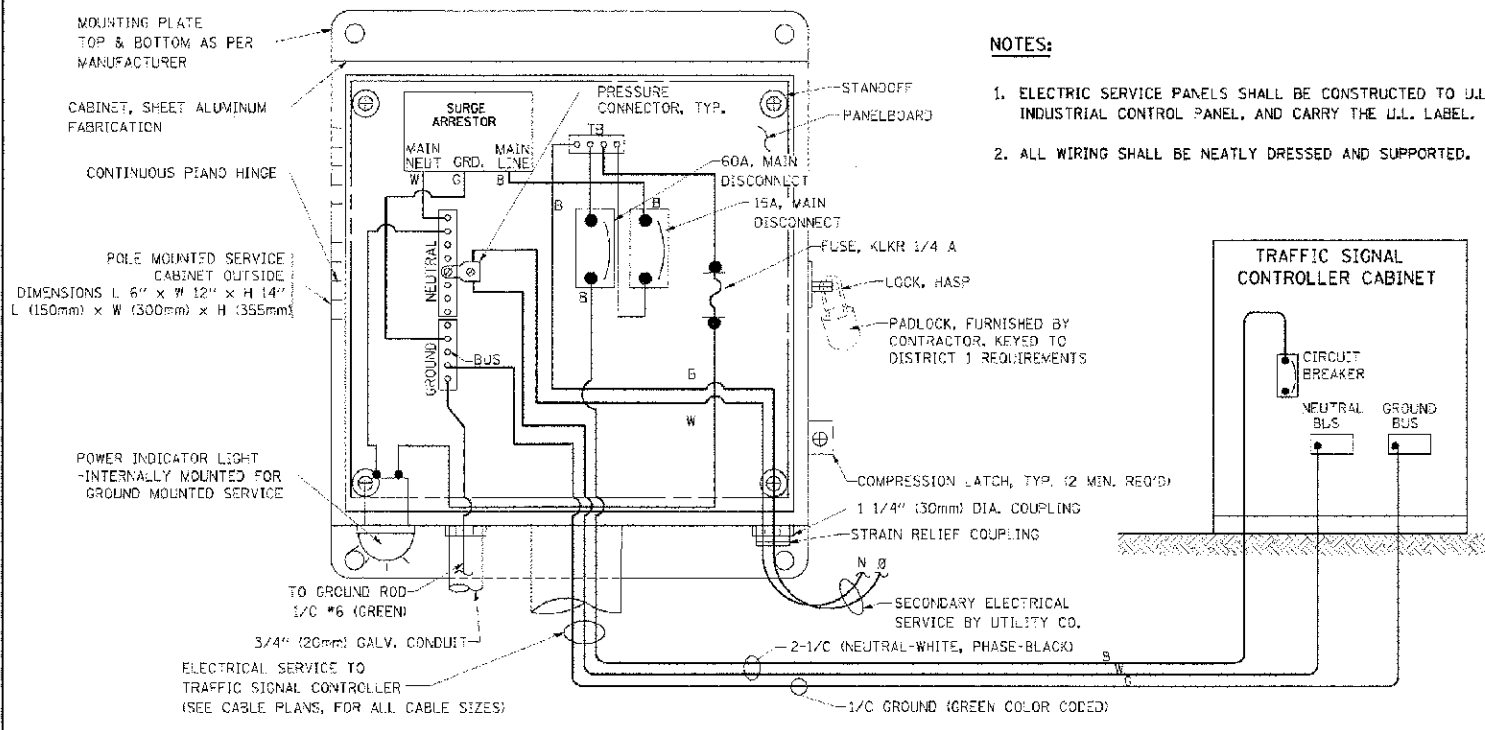 MOUNTING PLATE
TOP & BOTTOM AS PER
MANUFACTURER
CABINET, SHEET ALUMINUM
FABRICATION
CONTINUOUS PIANO HINGE
POLE MOUNTED SERVICE
CABINET OUTSIDE
DIMENSIONS L 6" x W 12" x H 14"
L (150mm) x W (300mm) x H (355mm)
POWER INDICATOR LIGHT
-INTERNALLY MOUNTED FOR
GROUND MOUNTED SERVICE
TO GROUND ROD
1/C #6 (GREEN)
3/4" (20mm) GALV. CONDUIT
ELECTRICAL SERVICE TO
TRAFFIC SIGNAL CONTROLLER
(SEE CABLE PLANS, FOR ALL CABLE SIZES)
SURGE
ARRESTOR
MAIN
NEUT
GRD.
MAIN
LINE
W
G
B
PRESSURE
CONNECTOR, TYP.
TB
B
B
B
NEUTRAL
GROUND
BUS
B
W
STANDOFF
PANELBOARD
60A, MAIN
DISCONNECT
15A, MAIN
DISCONNECT
FUSE, KLKR 1/4 A
LOCK, HASP
PADLOCK, FURNISHED BY
CONTRACTOR, KEYED TO
DISTRICT 1 REQUIREMENTS
COMPRESSION LATCH, TYP. (2 MIN. REQ'D)
1 1/4" (30mm) DIA. COUPLING
STRAIN RELIEF COUPLING
N Ø
SECONDARY ELECTRICAL
SERVICE BY UTILITY CO.
2-1/C (NEUTRAL-WHITE, PHASE-BLACK)
B
W
G
1/C GROUND (GREEN COLOR CODED)
NOTES:
1. ELECTRIC SERVICE PANELS SHALL BE CONSTRUCTED TO U.L
INDUSTRIAL CONTROL PANEL, AND CARRY THE U.L. LABEL.
2. ALL WIRING SHALL BE NEATLY DRESSED AND SUPPORTED.
TRAFFIC SIGNAL
CONTROLLER CABINET
CIRCUIT
BREAKER
NEUTRAL
BUS
GROUND
BUS